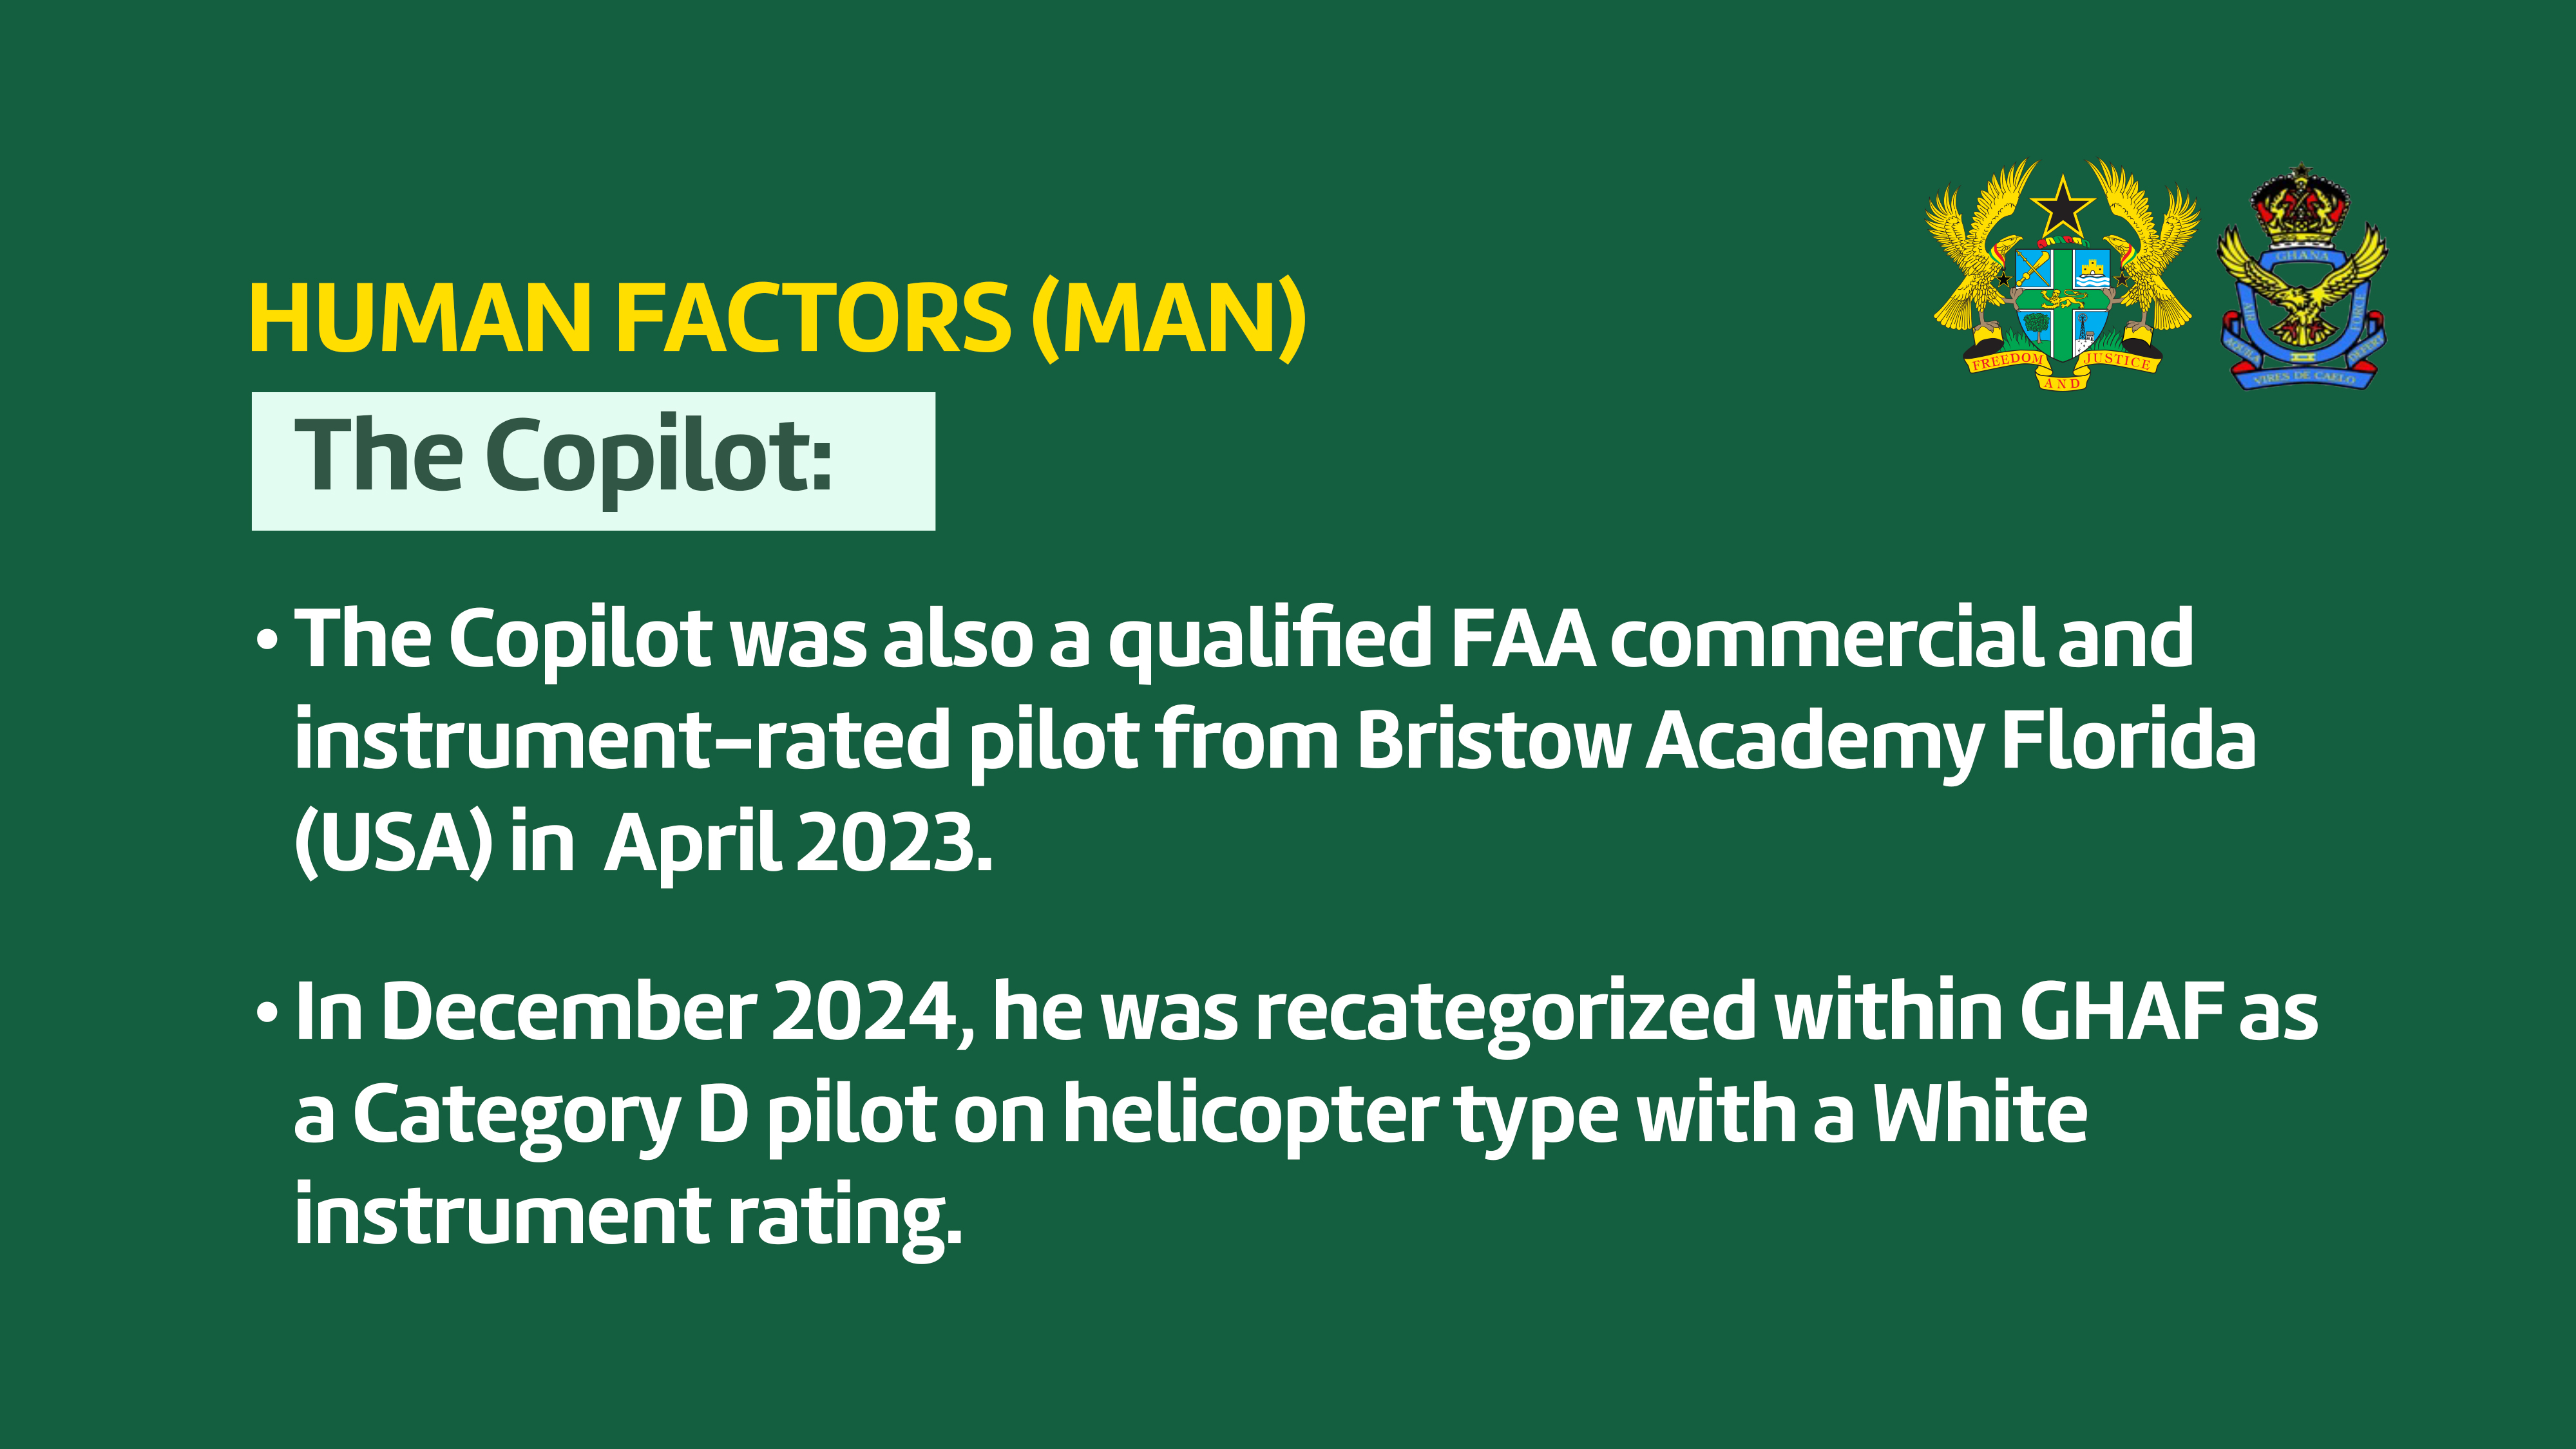 HUMAN FACTORS (MAN)
The Copilot:
• The Copilot was also a qualified FAA commercial and
instrument-rated pilot from Bristow Academy Florida
(USA) in  April 2023.
• In December 2024, he was recategorized within GHAF as
a Category D pilot on helicopter type with a White
instrument rating.
FREEDOM AND JUSTICE
GHANA
AIR FORCE
AQUILA DEFERT
VIRES DE CAELO